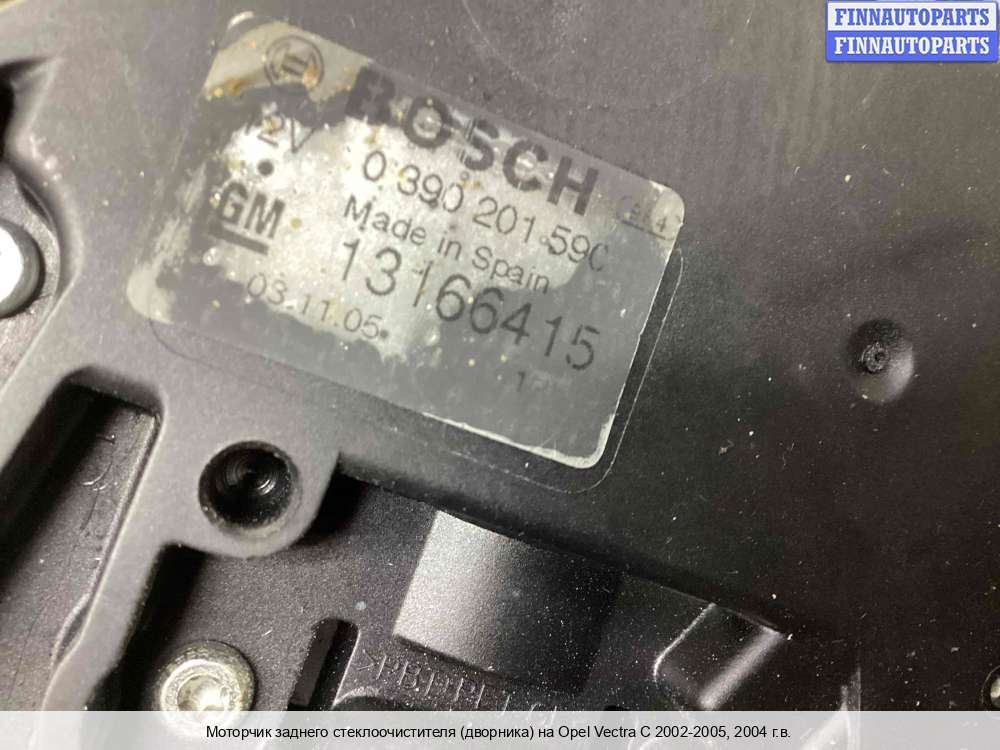 FINNAUTOPARTS
FINNAUTOPARTS
BOSCH
12V
0 390 201 590
GM
Made in Spain
13166415
03.11.05
1
Моторчик заднего стеклоочистителя (дворника) на Opel Vectra C 2002-2005, 2004 г.в.